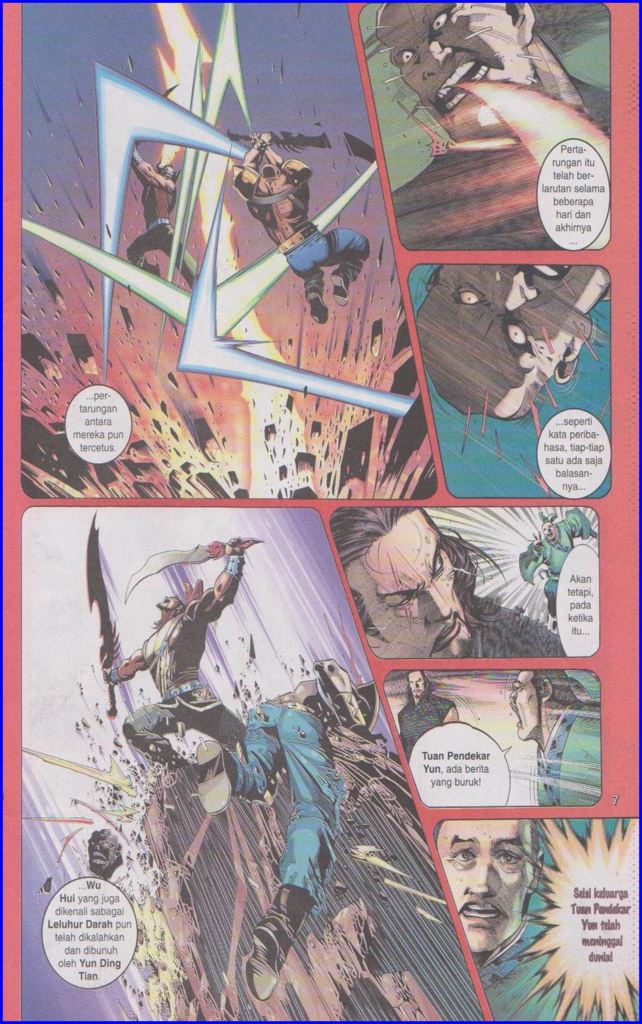 ...per-
tarungan
antara
mereka pun
tercetus.
Perta-
rungan itu
telah ber-
larutan selama
beberapa
hari dan
akhirnya
...
...seperti
kata periba-
hasa, tiap-tiap
satu ada saja
balasan-
nya...
...Wu
Hui yang juga
dikenali sabagai
Leluhur Darah pun
telah dikalahkan
dan dibunuh
oleh Yun Ding
Tian.
Akan
tetapi,
pada
ketika
itu...
Tuan Pendekar
Yun, ada berita
yang buruk!
7
Seisi keluarga
Tuan Pendekar
Yun telah
meninggal
dunia!